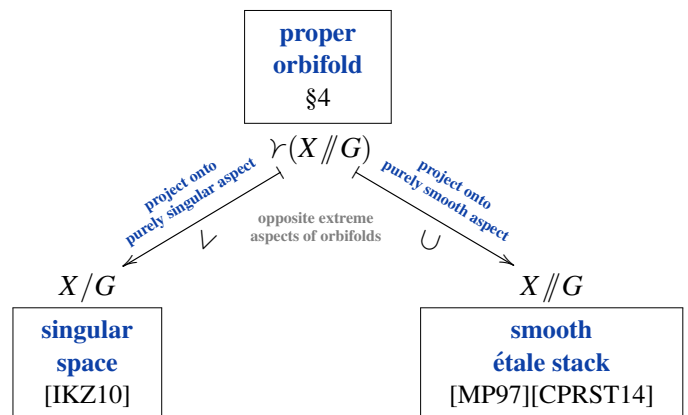 proper
orbifold
§4
ʏ(X⫽G)
project onto
purely singular aspect
project onto
purely smooth aspect
opposite extreme
aspects of orbifolds
<
∪
X/G
X⫽G
singular
space
[IKZ10]
smooth
étale stack
[MP97][CPRST14]